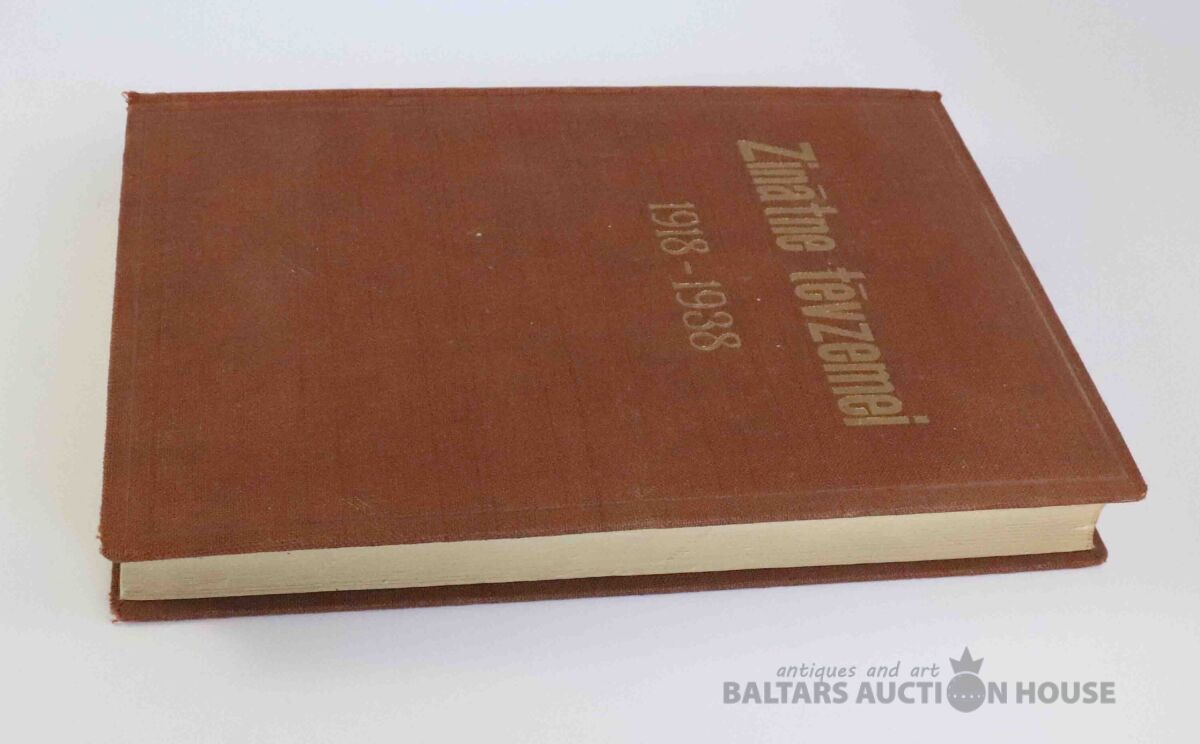 Zinātne tēvzemei
1918-1938
antiques and art
BALTARS AUCTION HOUSE